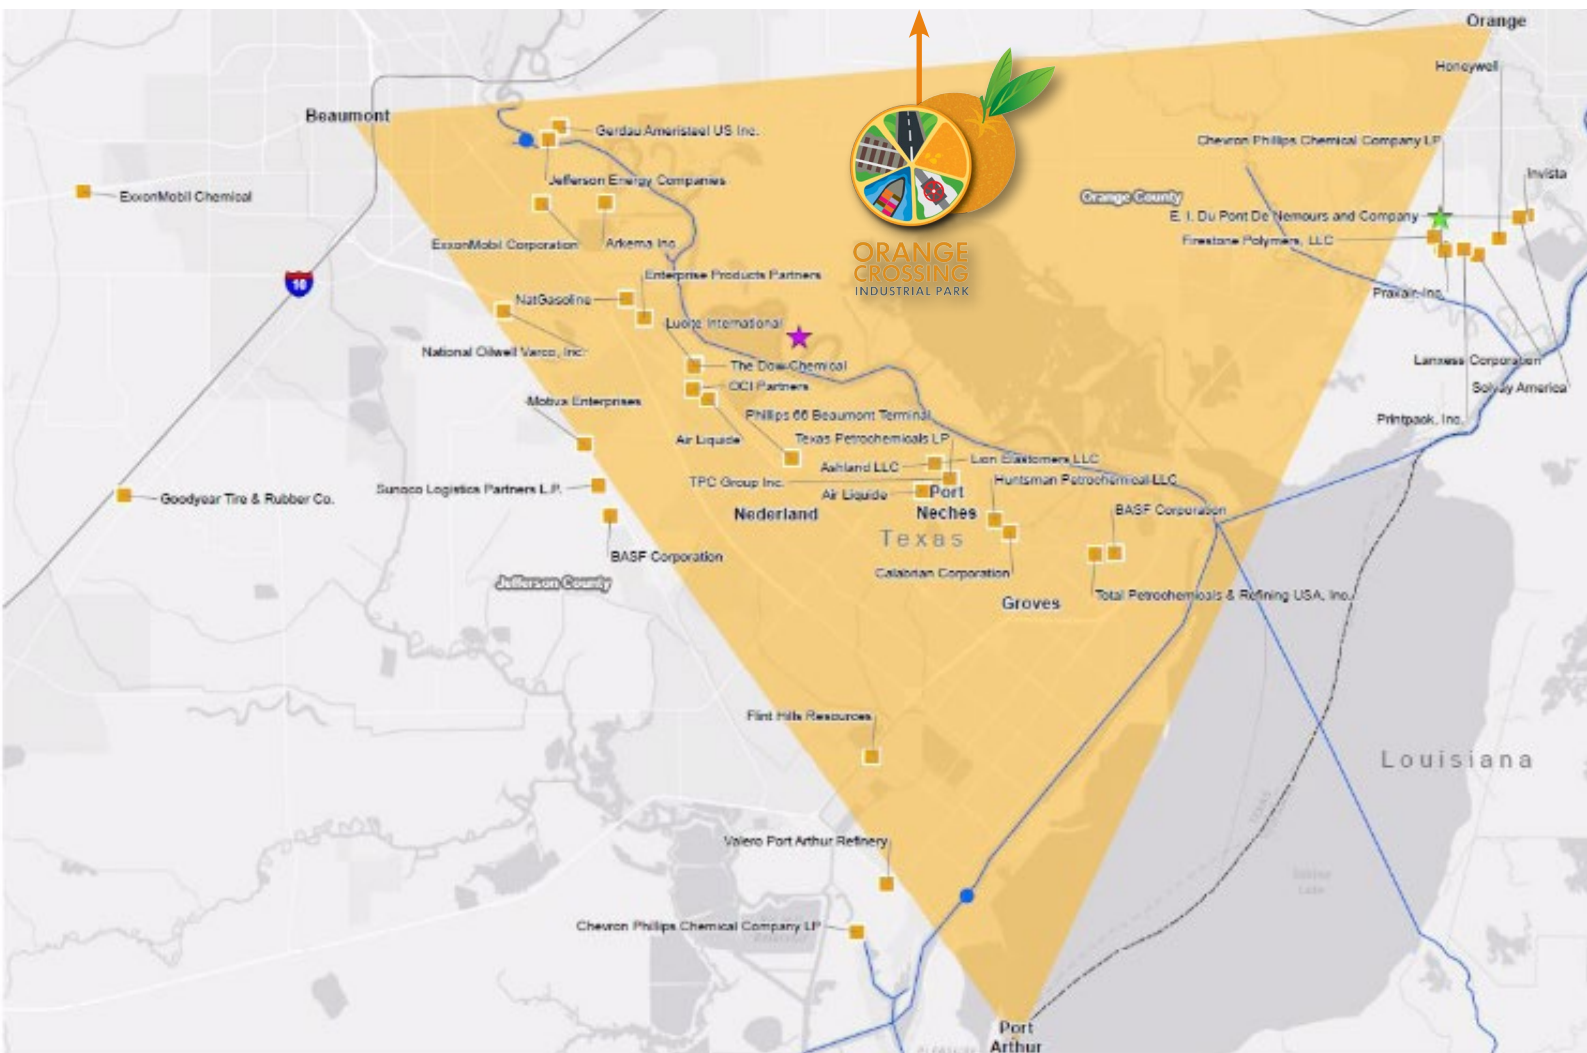 Orange
Honeywell
Beaumont
Gerdau Ameristeel US Inc.
Chevron Phillips Chemical Company LP
Invista
Jefferson Energy Companies
ExxonMobil Chemical
Orange County
E. I. Du Pont De Nemours and Company
ExxonMobil Corporation
Arkema Inc.
Firestone Polymers, LLC
ORANGE
CROSSING
INDUSTRIAL PARK
10
Enterprise Products Partners
NatGasoline
Praxair Inc.
Lucite International
National Oilwell Varco, Inc.
The Dow Chemical
Lanxess Corporation
OCI Partners
Solvay America
Motiva Enterprises
Phillips 66 Beaumont Terminal
Printpack, Inc.
Air Liquide
Texas Petrochemicals LP
Ashland LLC
Lion Elastomers LLC
TPC Group Inc.
Huntsman Petrochemical LLC
Sunoco Logistics Partners L.P.
Air Liquide
Port
Neches
Goodyear Tire & Rubber Co.
Nederland
BASF Corporation
Texas
BASF Corporation
Calabrian Corporation
Jefferson County
Total Petrochemicals & Refining USA, Inc.
Groves
Flint Hills Resources
Louisiana
TEXAS
Valero Port Arthur Refinery
Sabine
Lake
Chevron Phillips Chemical Company LP
Port
Arthur